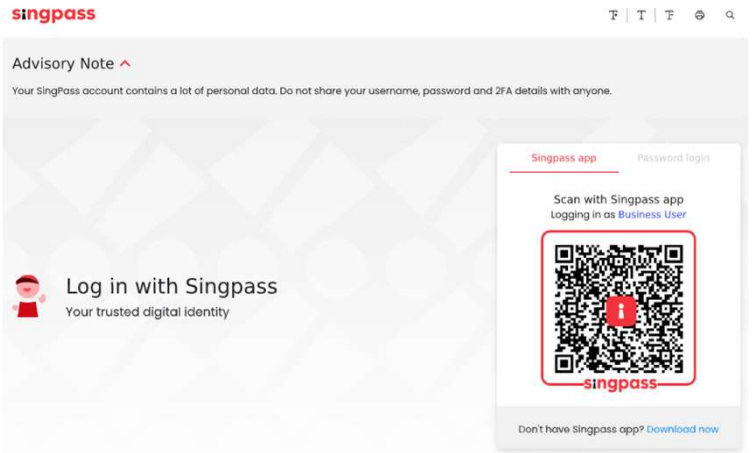 singpass
Advisory Note
Your SingPass account contains a lot of personal data. Do not share your username, password and 2FA details with anyone.
Singpass app
Password login
Scan with Singpass app
Logging in as Business User
singpass
Log in with Singpass
Your trusted digital identity
Don't have Singpass app? Download now